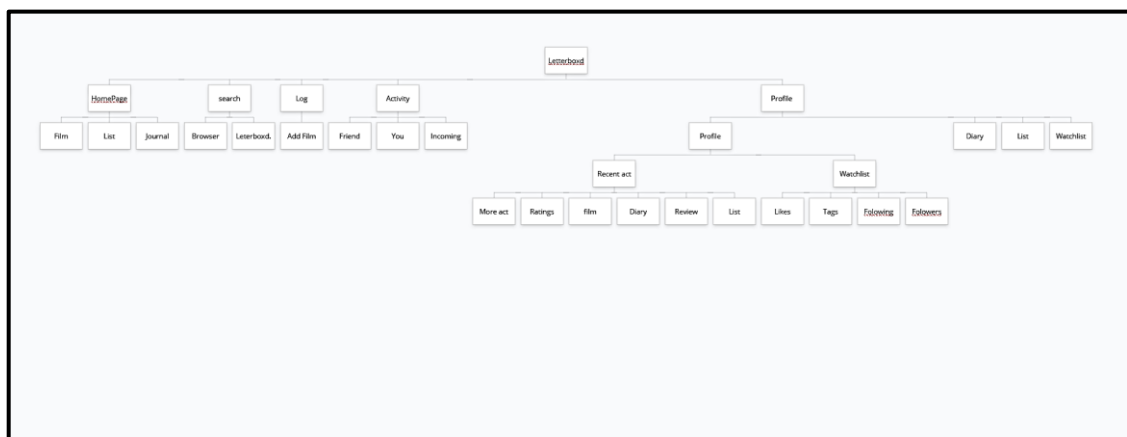 Letterboxd
HomePage
search
Log
Activity
Profile
Film
List
Journal
Browser
Leterboxd.
Add Film
Friend
You
Incoming
Profile
Diary
List
Watchlist
Recent act
Watchlist
More act
Ratings
film
Diary
Review
List
Likes
Tags
Folowing
Folowers